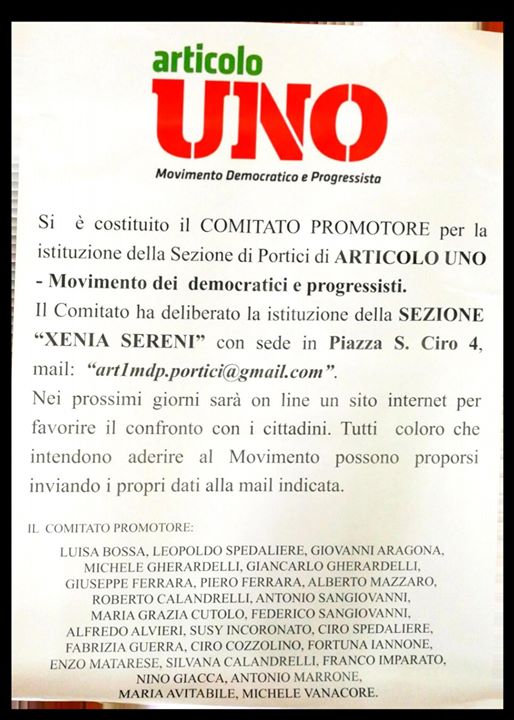 articolo
UNO
Movimento Democratico e Progressista
Si è costituito il COMITATO PROMOTORE per la
istituzione della Sezione di Portici di ARTICOLO UNO
- Movimento dei democratici e progressisti.
Il Comitato ha deliberato la istituzione della SEZIONE
“XENIA SERENI” con sede in Piazza S. Ciro 4,
mail: “art1mdp.portici@gmail.com”.
Nei prossimi giorni sarà on line un sito internet per
favorire il confronto con i cittadini. Tutti coloro che
intendono aderire al Movimento possono proporsi
inviando i propri dati alla mail indicata.
IL COMITATO PROMOTORE:
LUISA BOSSA, LEOPOLDO SPEDALIERE, GIOVANNI ARAGONA,
MICHELE GHERARDELLI, GIANCARLO GHERARDELLI,
GIUSEPPE FERRARA, PIERO FERRARA, ALBERTO MAZZARO,
ROBERTO CALANDRELLI, ANTONIO SANGIOVANNI,
MARIA GRAZIA CUTOLO, FEDERICO SANGIOVANNI,
ALFREDO ALVIERI, SUSY INCORONATO, CIRO SPEDALIERE,
FABRIZIA GUERRA, CIRO COZZOLINO, FORTUNA IANNONE,
ENZO MATARESE, SILVANA CALANDRELLI, FRANCO IMPARATO,
NINO GIACCA, ANTONIO MARRONE,
MARIA AVITABILE, MICHELE VANACORE.